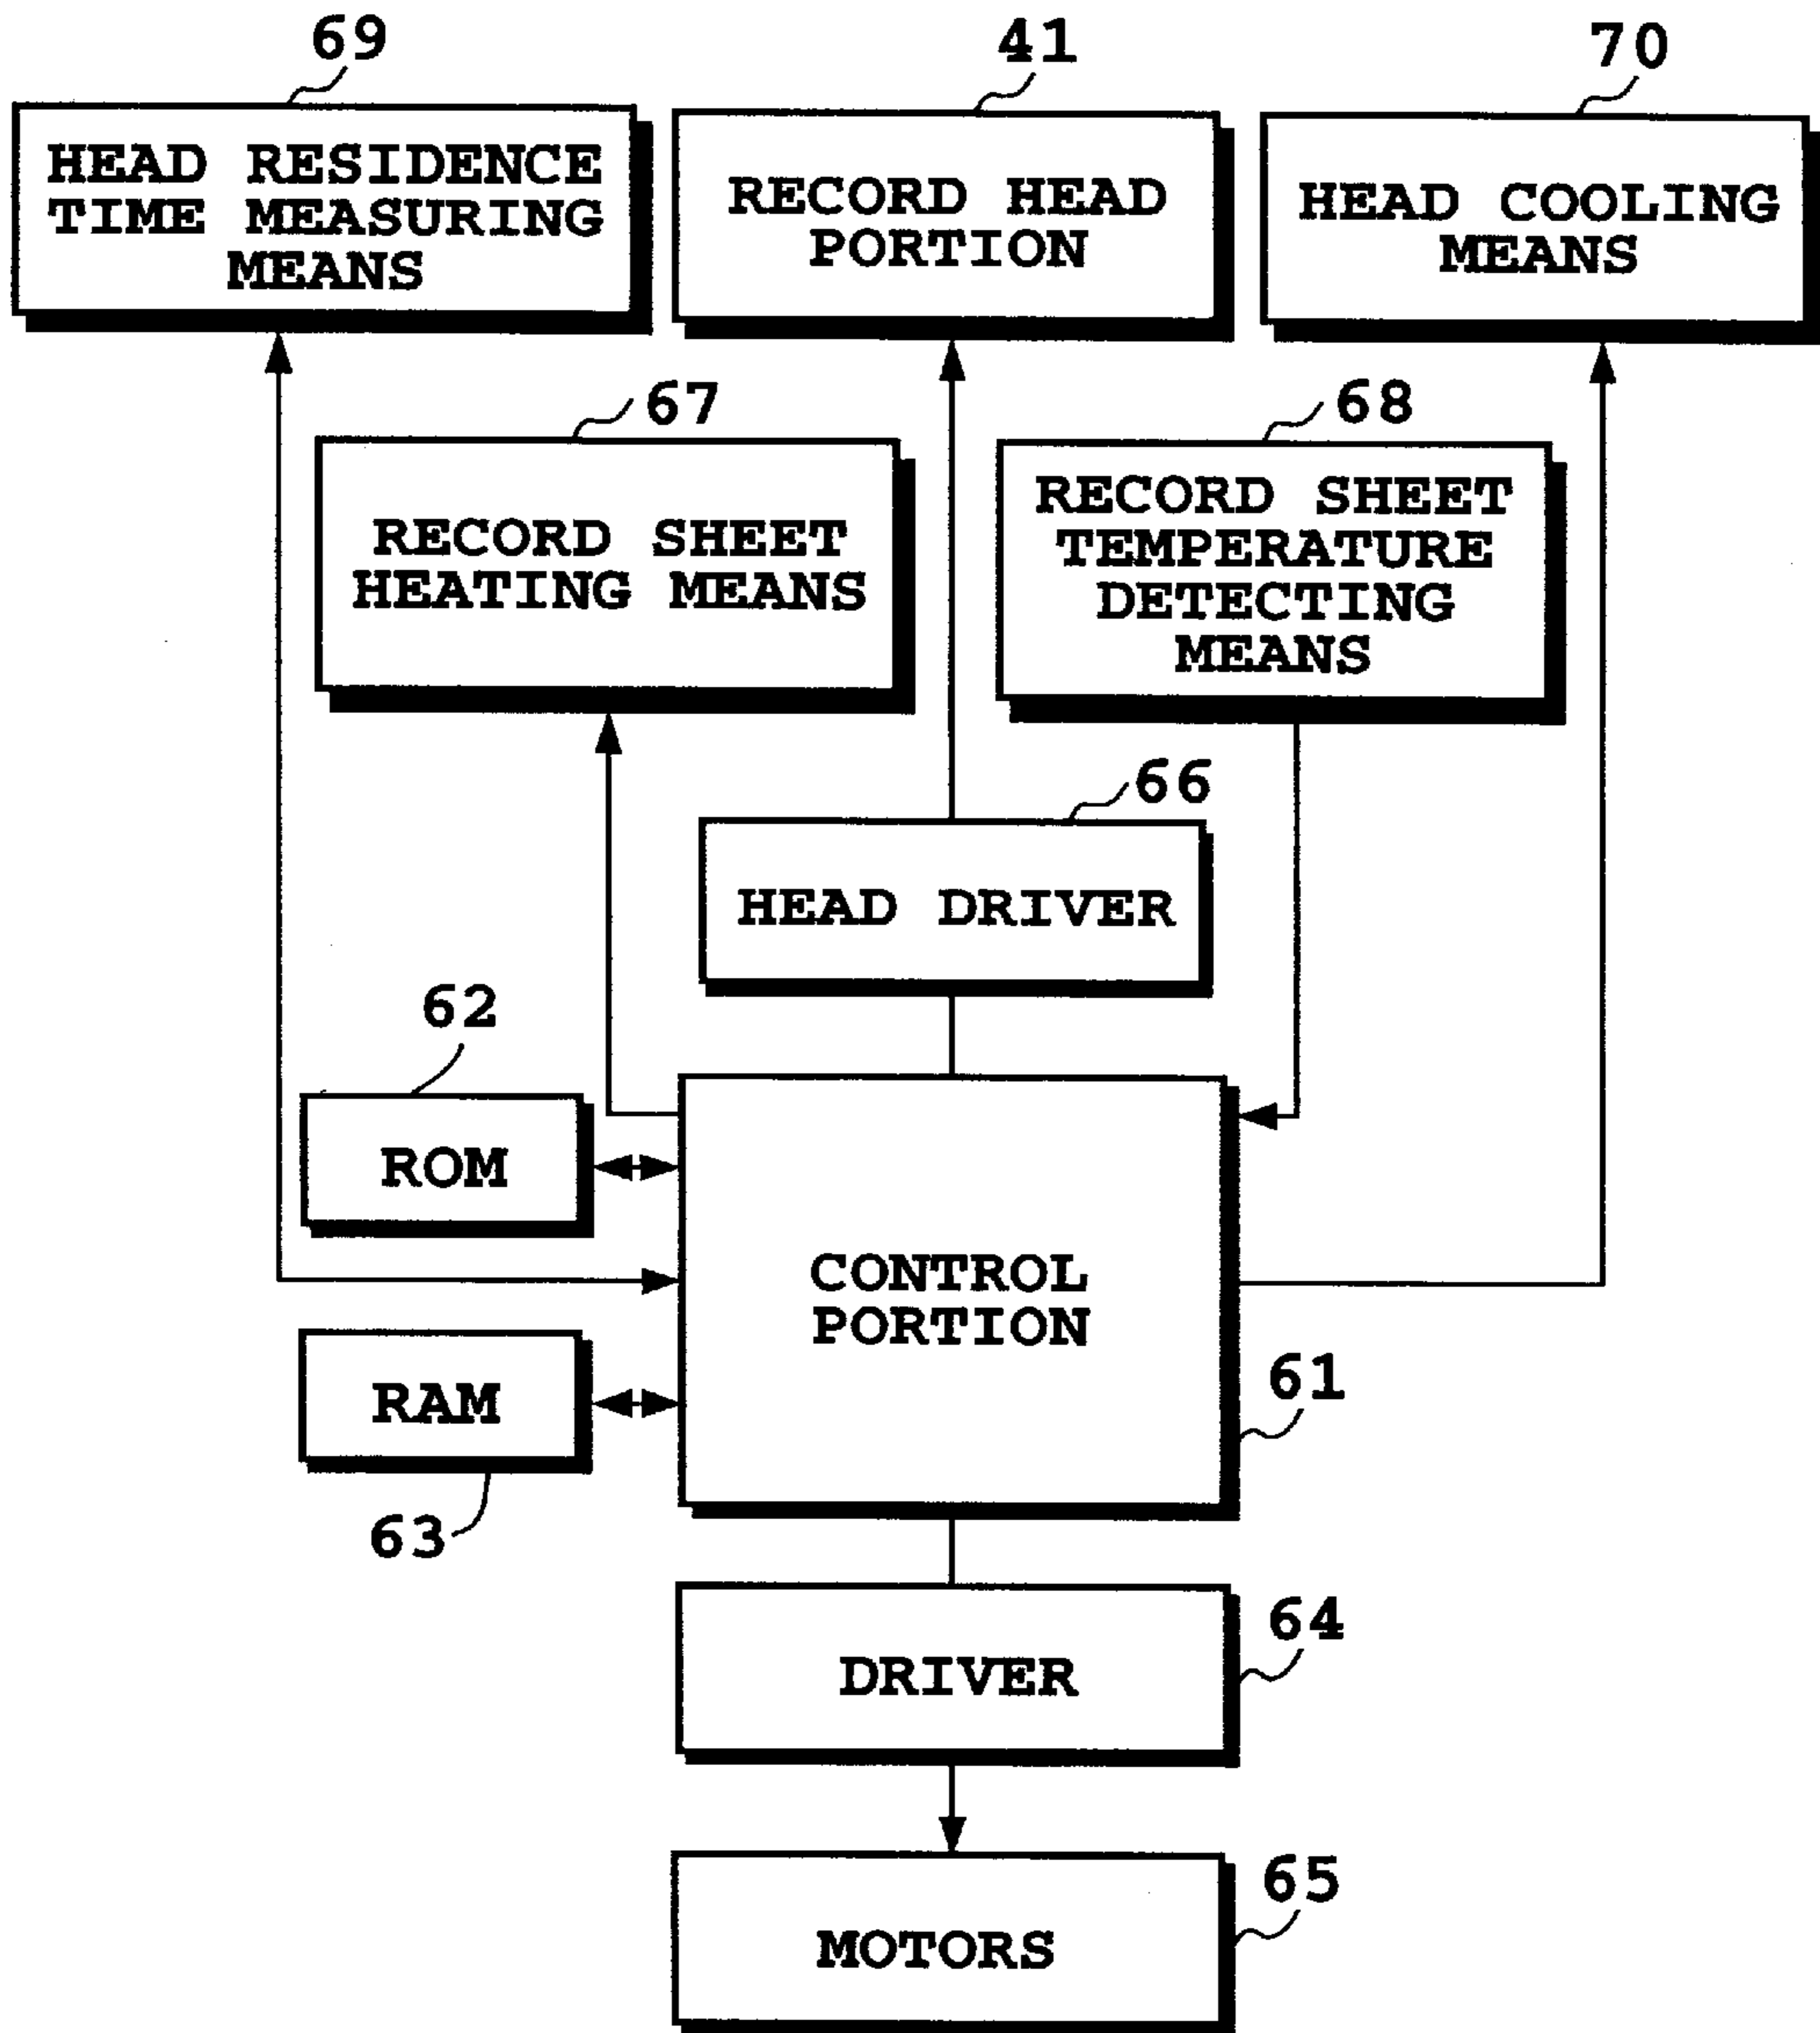 69
41
70
HEAD RESIDENCE
TIME MEASURING
MEANS
RECORD HEAD
PORTION
HEAD COOLING
MEANS
67
68
RECORD SHEET
HEATING MEANS
RECORD SHEET
TEMPERATURE
DETECTING
MEANS
66
HEAD DRIVER
62
ROM
CONTROL
PORTION
61
RAM
63
64
DRIVER
65
MOTORS